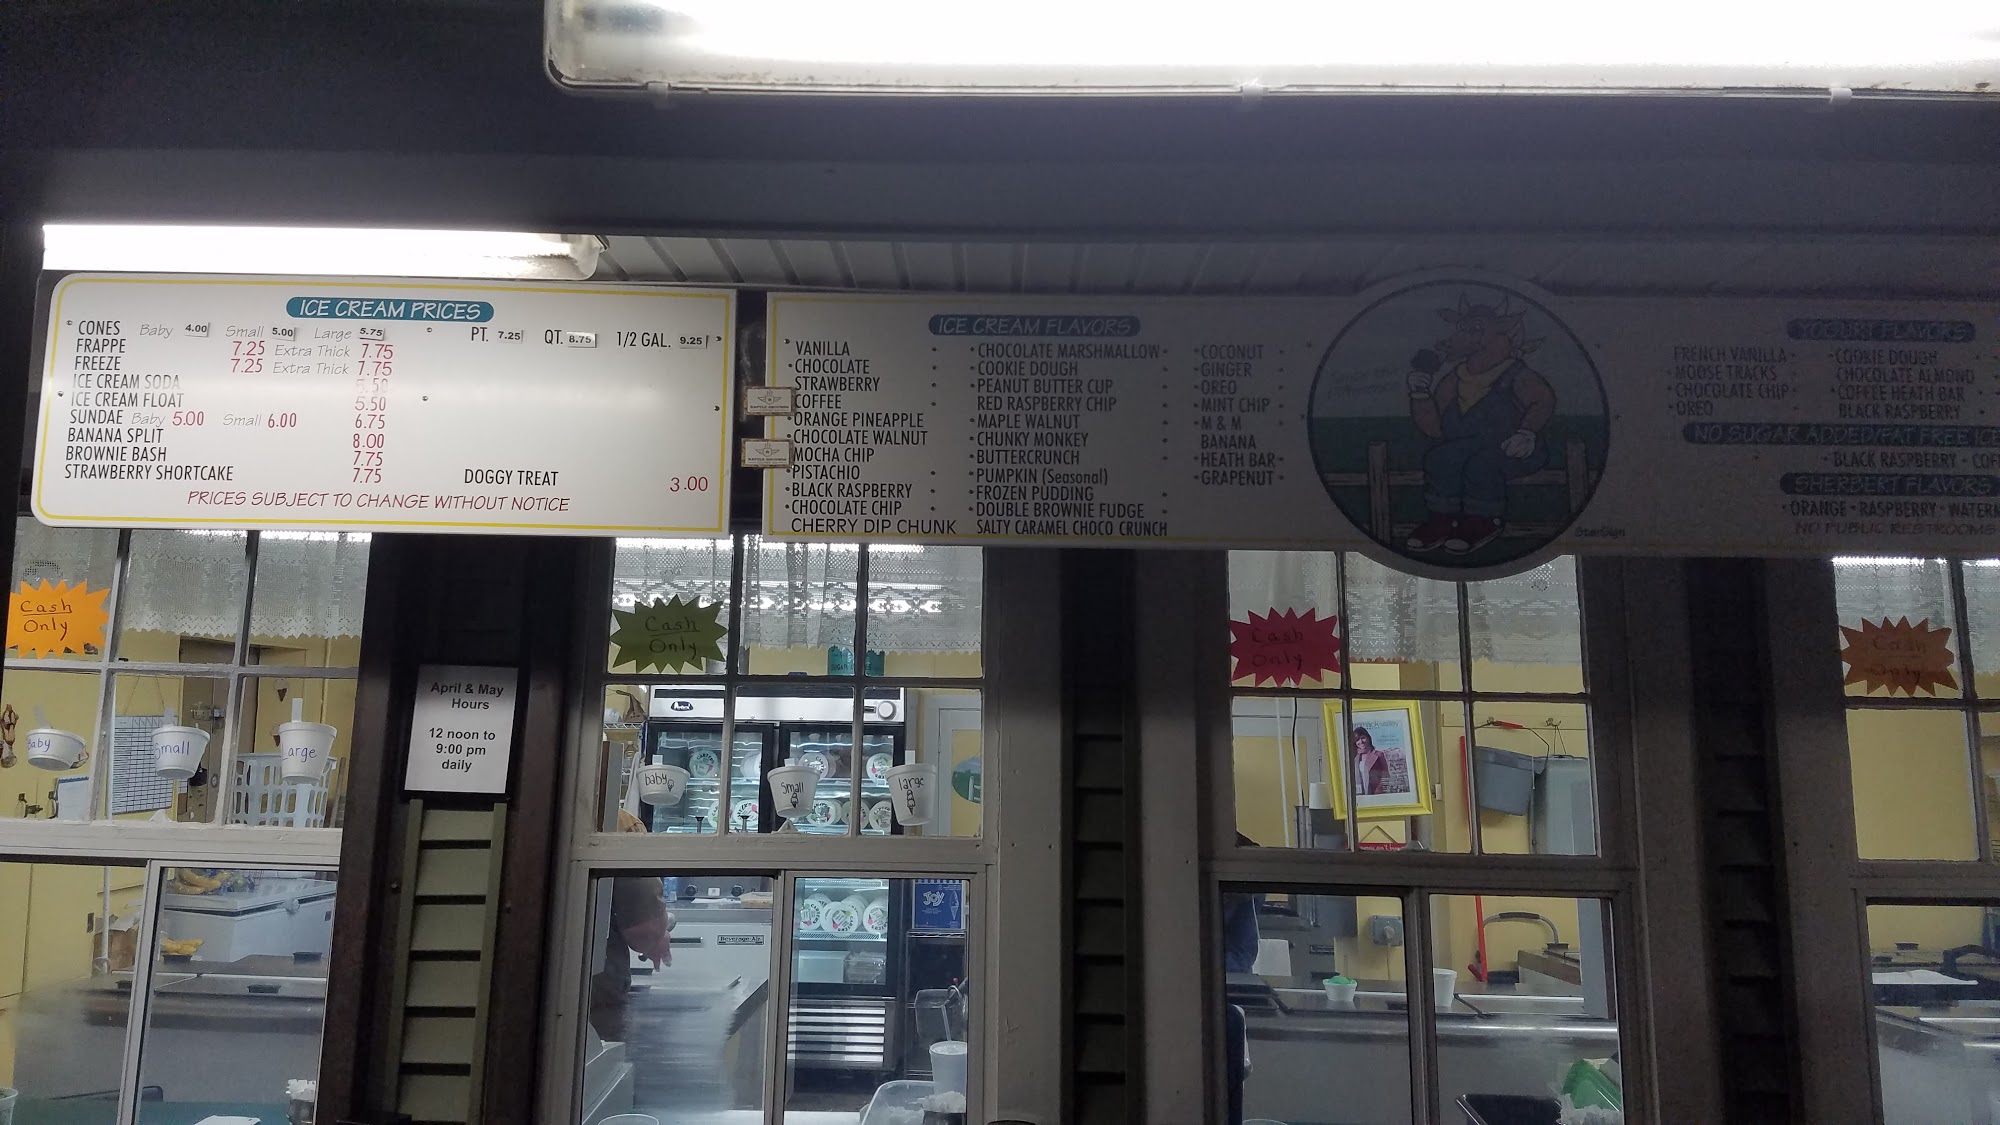 ICE CREAM PRICES
CONES Baby 4.00 Small 5.00 Large 5.75 PT. 7.25 QT. 8.75 1/2 GAL. 9.25
FRAPPE 7.25 Extra Thick 7.75
FREEZE 7.25 Extra Thick 7.75
ICE CREAM SODA 5.50
ICE CREAM FLOAT 5.50
SUNDAE Baby 5.00 Small 6.00 6.75
BANANA SPLIT 8.00
BROWNIE BASH 7.75
STRAWBERRY SHORTCAKE 7.75 DOGGY TREAT 3.00
PRICES SUBJECT TO CHANGE WITHOUT NOTICE
ICE CREAM FLAVORS
VANILLA
CHOCOLATE
STRAWBERRY
COFFEE
ORANGE PINEAPPLE
CHOCOLATE WALNUT
MOCHA CHIP
PISTACHIO
BLACK RASPBERRY
CHOCOLATE CHIP
CHERRY DIP CHUNK
CHOCOLATE MARSHMALLOW
COOKIE DOUGH
PEANUT BUTTER CUP
RED RASPBERRY CHIP
MAPLE WALNUT
CHUNKY MONKEY
BUTTERCRUNCH
PUMPKIN (Seasonal)
FROZEN PUDDING
DOUBLE BROWNIE FUDGE
SALTY CARAMEL CHOCO CRUNCH
COCONUT
GINGER
OREO
MINT CHIP
M & M
BANANA
HEATH BAR
GRAPENUT
StarSign
YOGURT FLAVORS
FRENCH VANILLA
MOOSE TRACKS
CHOCOLATE CHIP
OREO
COOKIE DOUGH
CHOCOLATE ALMOND
COFFEE HEATH BAR
BLACK RASPBERRY
NO SUGAR ADDED/FAT FREE ICE
BLACK RASPBERRY • COF
SHERBERT FLAVORS
ORANGE • RASPBERRY • WATERM
NO PUBLIC RESTROOMS
Cash
Only
Cash
Only
Cash
Only
Cash
Only
April & May
Hours
12 noon to
9:00 pm
daily
Baby
Small
Large
baby
Small
large
Beverage-Air
JOY